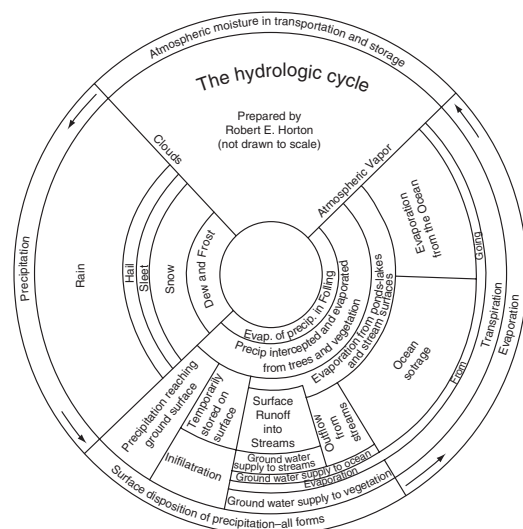 Atmospheric moisture in transportation and storage
The hydrologic cycle
Prepared by
Robert E. Horton
(not drawn to scale)
Clouds
Atmospheric Vapor
Precipitation
Rain
Hail
Sleet
Snow
Dew and Frost
Evap. of precip. in Folling
Precip intercepted and evaporated
from trees and vegetation
Evaporation from ponds-lakes
and stream surfaces
Evaporation
from the Ocean
Going
Transpiration
Evaporation
Ocean
sotrage
From
Precipitation reaching
ground surface
Temporarily
stored on
surface
Surface
Runoff
into
Streams
Outflow
from
streams
Inifilatration
Ground water
supply to streams
Ground water supply to ocean
Evaporation
Ground water supply to vegetation
Surface disposition of precipitation–all forms